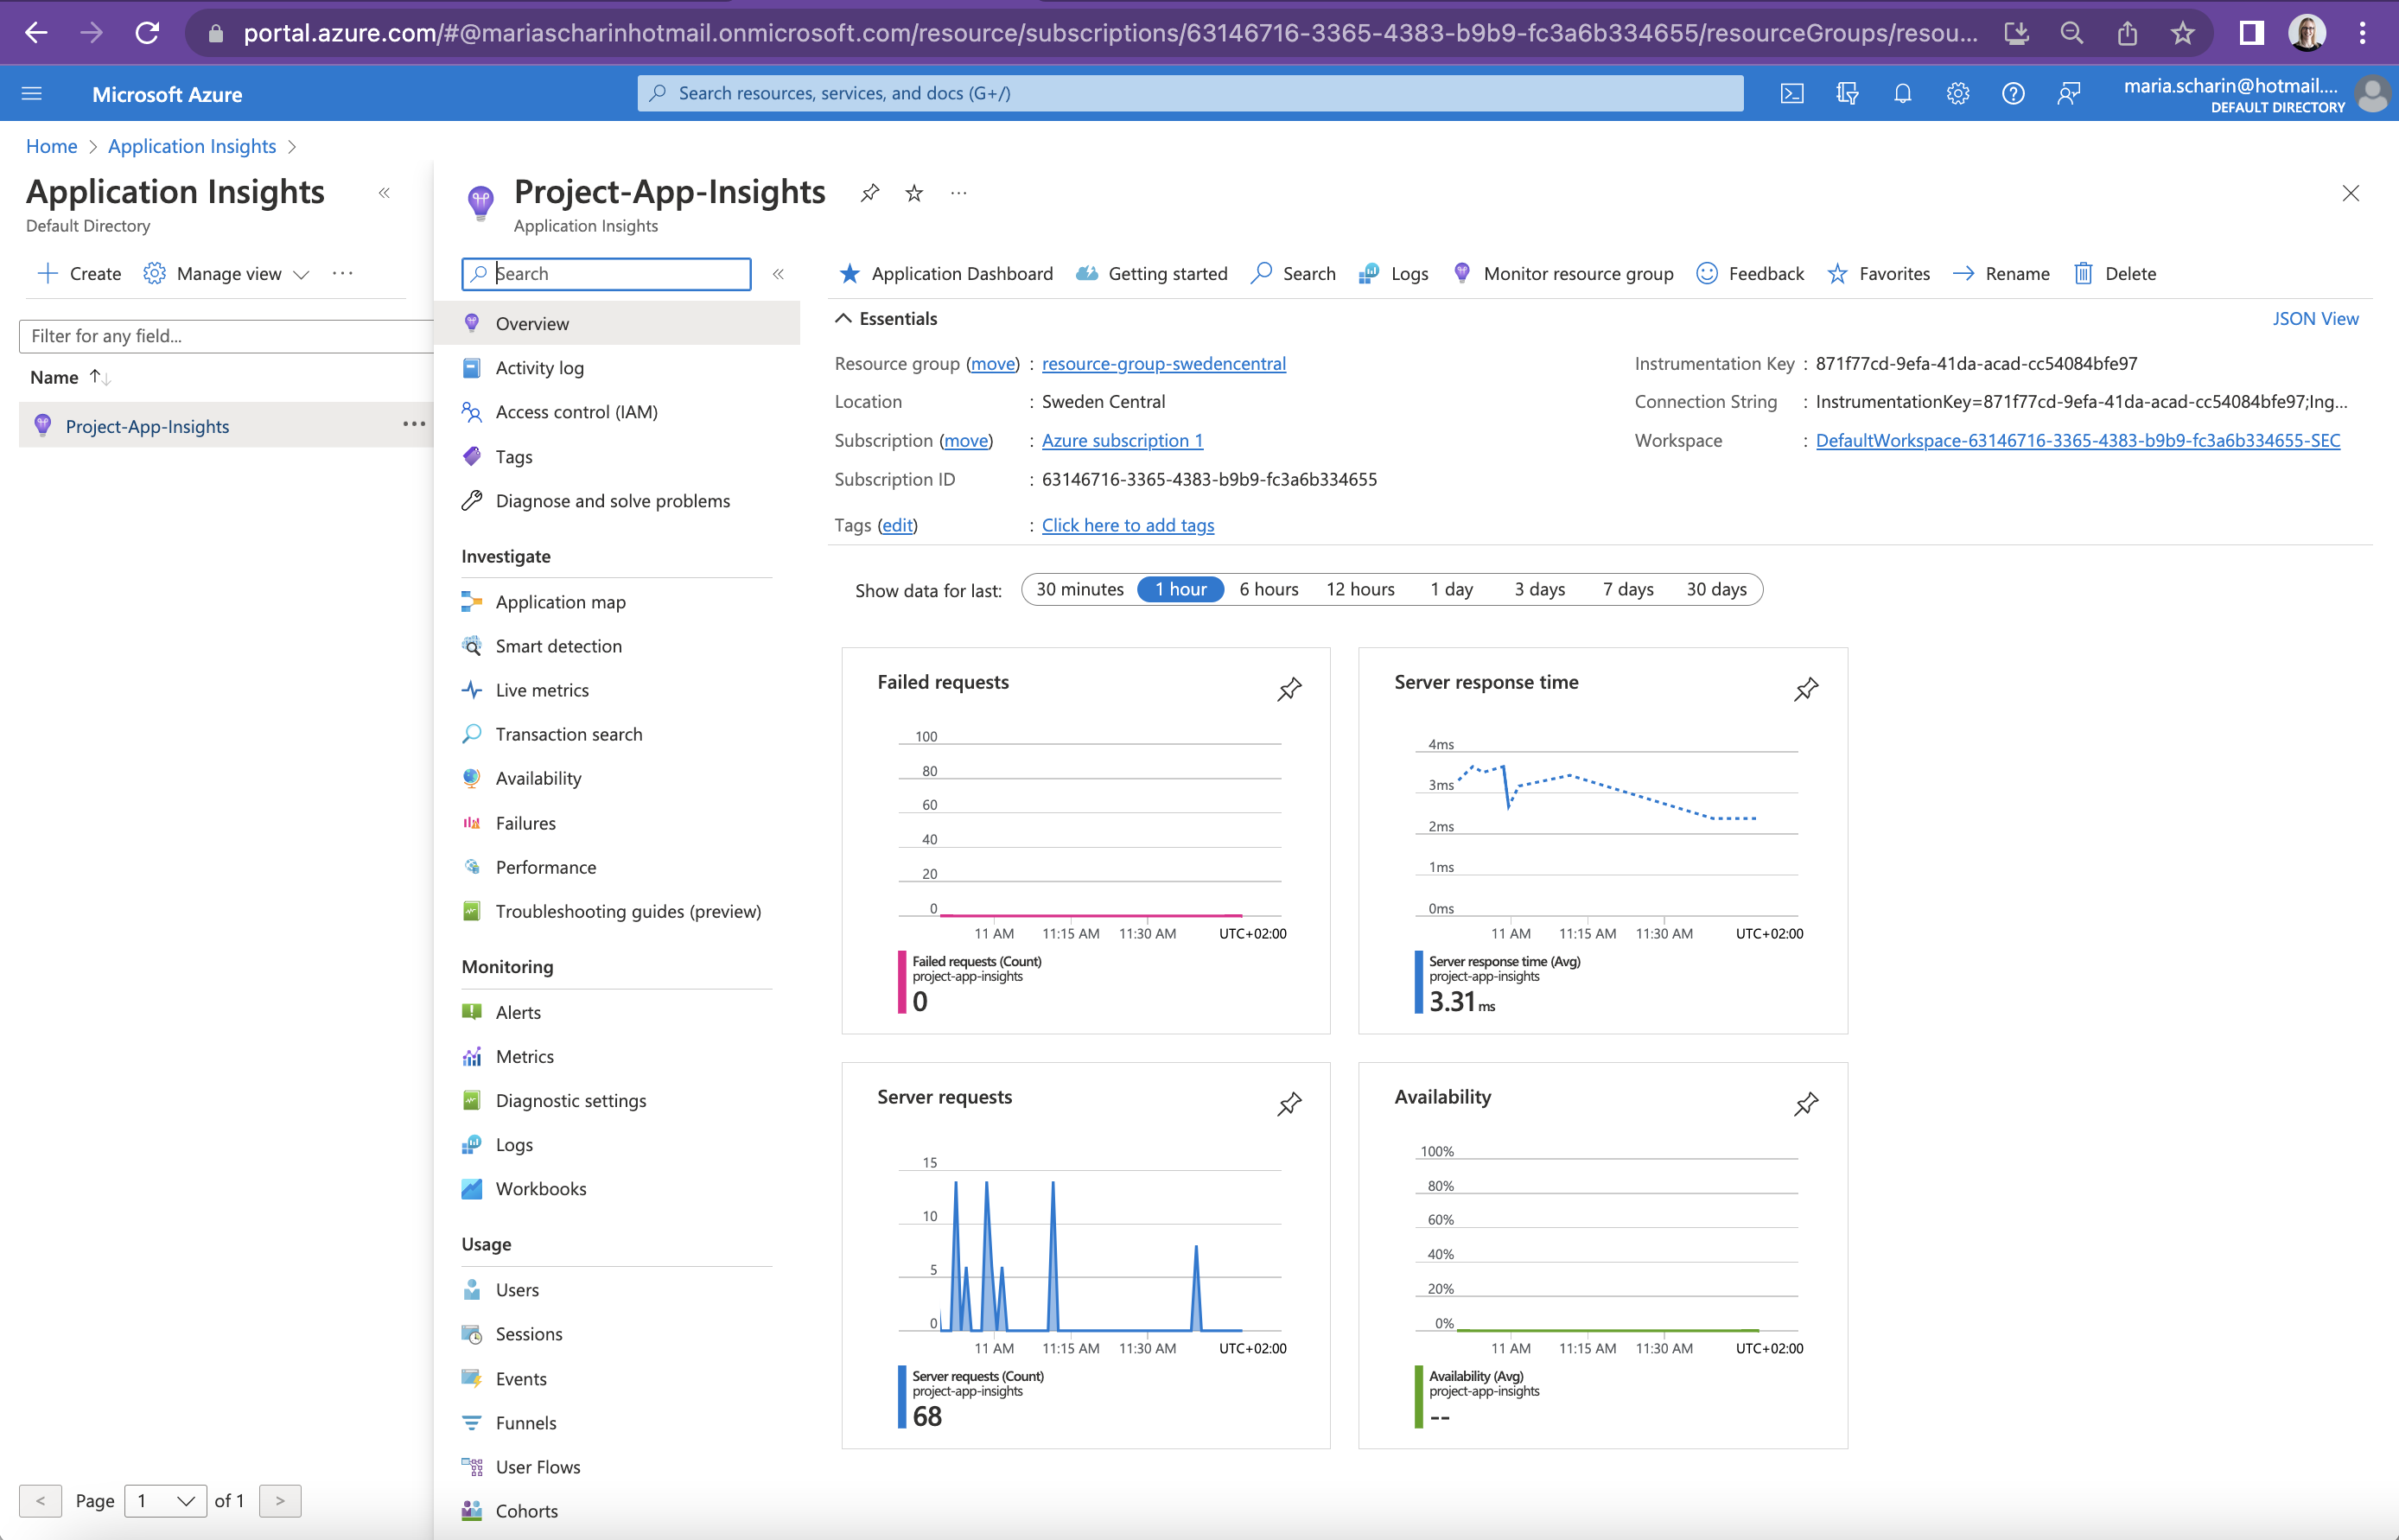 portal.azure.com/#@mariascharinhotmail.onmicrosoft.com/resource/subscriptions/63146716-3365-4383-b9b9-fc3a6b334655/resourceGroups/resou...
Microsoft Azure
Search resources, services, and docs (G+/)
maria.scharin@hotmail....
DEFAULT DIRECTORY
Home > Application Insights >
Application Insights
Default Directory
Create Manage view ...
Filter for any field...
Name
Project-App-Insights ...
< Page 1 of 1 >
Project-App-Insights ...
Application Insights
Search
Overview
Activity log
Access control (IAM)
Tags
Diagnose and solve problems
Investigate
Application map
Smart detection
Live metrics
Transaction search
Availability
Failures
Performance
Troubleshooting guides (preview)
Monitoring
Alerts
Metrics
Diagnostic settings
Logs
Workbooks
Usage
Users
Sessions
Events
Funnels
User Flows
Cohorts
Application Dashboard Getting started Search Logs Monitor resource group Feedback Favorites Rename Delete
Essentials
JSON View
Resource group (move) : resource-group-swedencentral
Location : Sweden Central
Subscription (move) : Azure subscription 1
Subscription ID : 63146716-3365-4383-b9b9-fc3a6b334655
Tags (edit) : Click here to add tags
Instrumentation Key : 871f77cd-9efa-41da-acad-cc54084bfe97
Connection String : InstrumentationKey=871f77cd-9efa-41da-acad-cc54084bfe97;Ing...
Workspace : DefaultWorkspace-63146716-3365-4383-b9b9-fc3a6b334655-SEC
Show data for last: 30 minutes 1 hour 6 hours 12 hours 1 day 3 days 7 days 30 days
Failed requests
100
80
60
40
20
0
11 AM 11:15 AM 11:30 AM UTC+02:00
Failed requests (Count)
project-app-insights
0
Server response time
4ms
3ms
2ms
1ms
0ms
11 AM 11:15 AM 11:30 AM UTC+02:00
Server response time (Avg)
project-app-insights
3.31 ms
Server requests
15
10
5
0
11 AM 11:15 AM 11:30 AM UTC+02:00
Server requests (Count)
project-app-insights
68
Availability
100%
80%
60%
40%
20%
0%
11 AM 11:15 AM 11:30 AM UTC+02:00
Availability (Avg)
project-app-insights
--